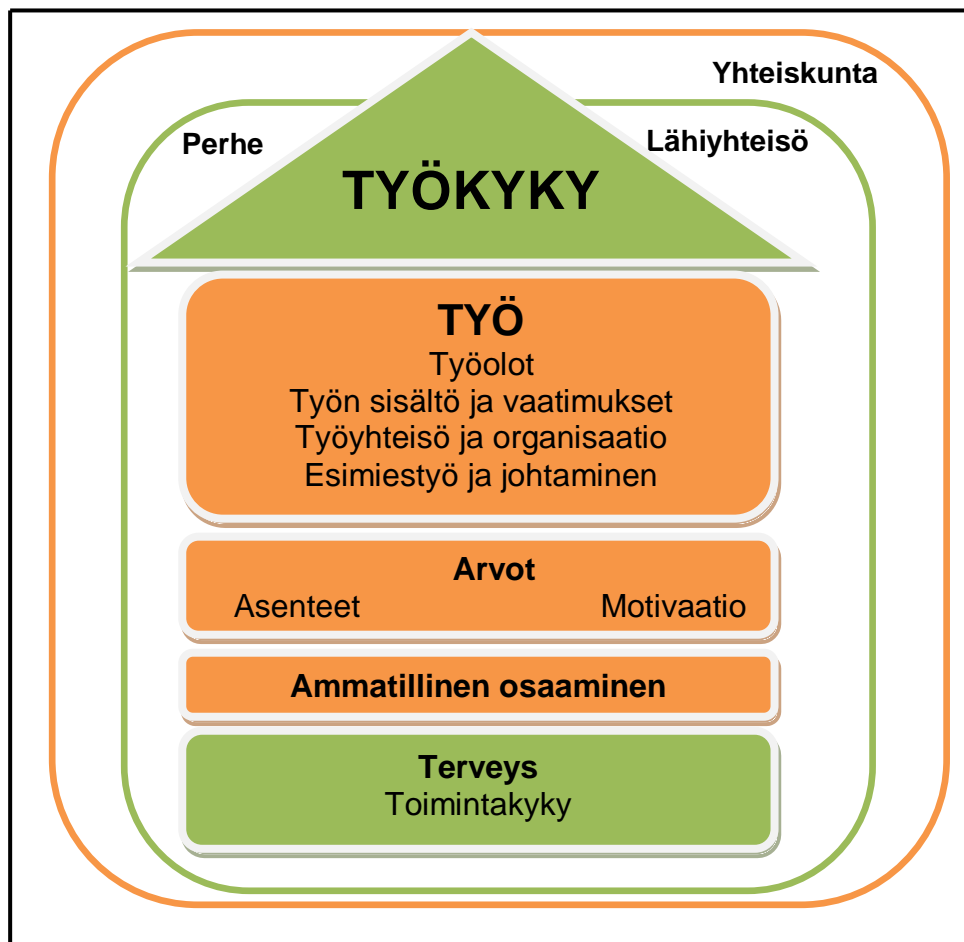 Yhteiskunta
Perhe
Lähiyhteisö
TYÖKYKY
TYÖ
Työolot
Työn sisältö ja vaatimukset
Työyhteisö ja organisaatio
Esimiestyö ja johtaminen
Arvot
Asenteet Motivaatio
Ammatillinen osaaminen
Terveys
Toimintakyky